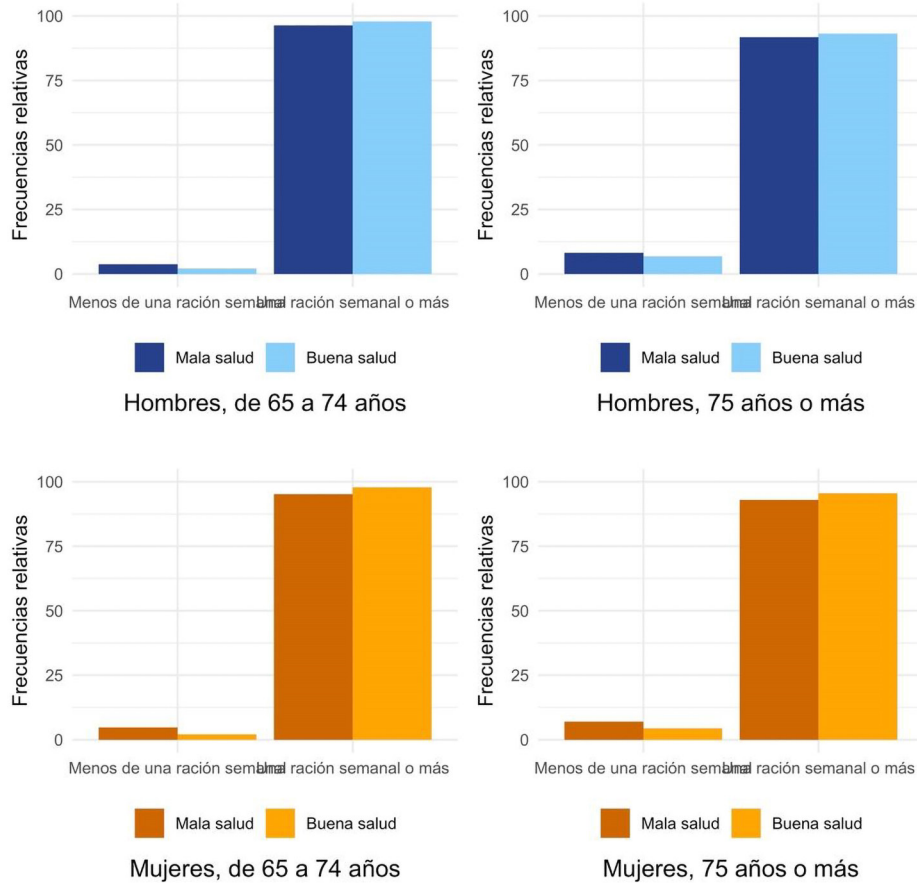 Frecuencias relativas
100
75
50
25
0
Menos de una ración semanal Una ración semanal o más
Mala salud Buena salud
Hombres, de 65 a 74 años
Frecuencias relativas
100
75
50
25
0
Menos de una ración semanal Una ración semanal o más
Mala salud Buena salud
Hombres, 75 años o más
Frecuencias relativas
100
75
50
25
0
Menos de una ración semanal Una ración semanal o más
Mala salud Buena salud
Mujeres, de 65 a 74 años
Frecuencias relativas
100
75
50
25
0
Menos de una ración semanal Una ración semanal o más
Mala salud Buena salud
Mujeres, 75 años o más